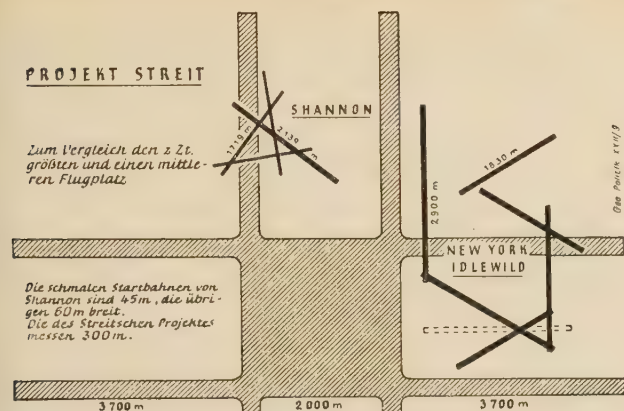 PROJEKT STREIT
Zum Vergleich den z Zt.
größten und einen mittle-
ren Flugplatz
SHANNON
1719 m
2139 m
1830 m
2900 m
NEW YORK
IDLEWILD
Die schmalen Startbahnen von
Shannon sind 45m, die übri-
gen 60m breit.
Die des Streitschen Projektes
messen 300m.
3700 m
2000 m
3700 m